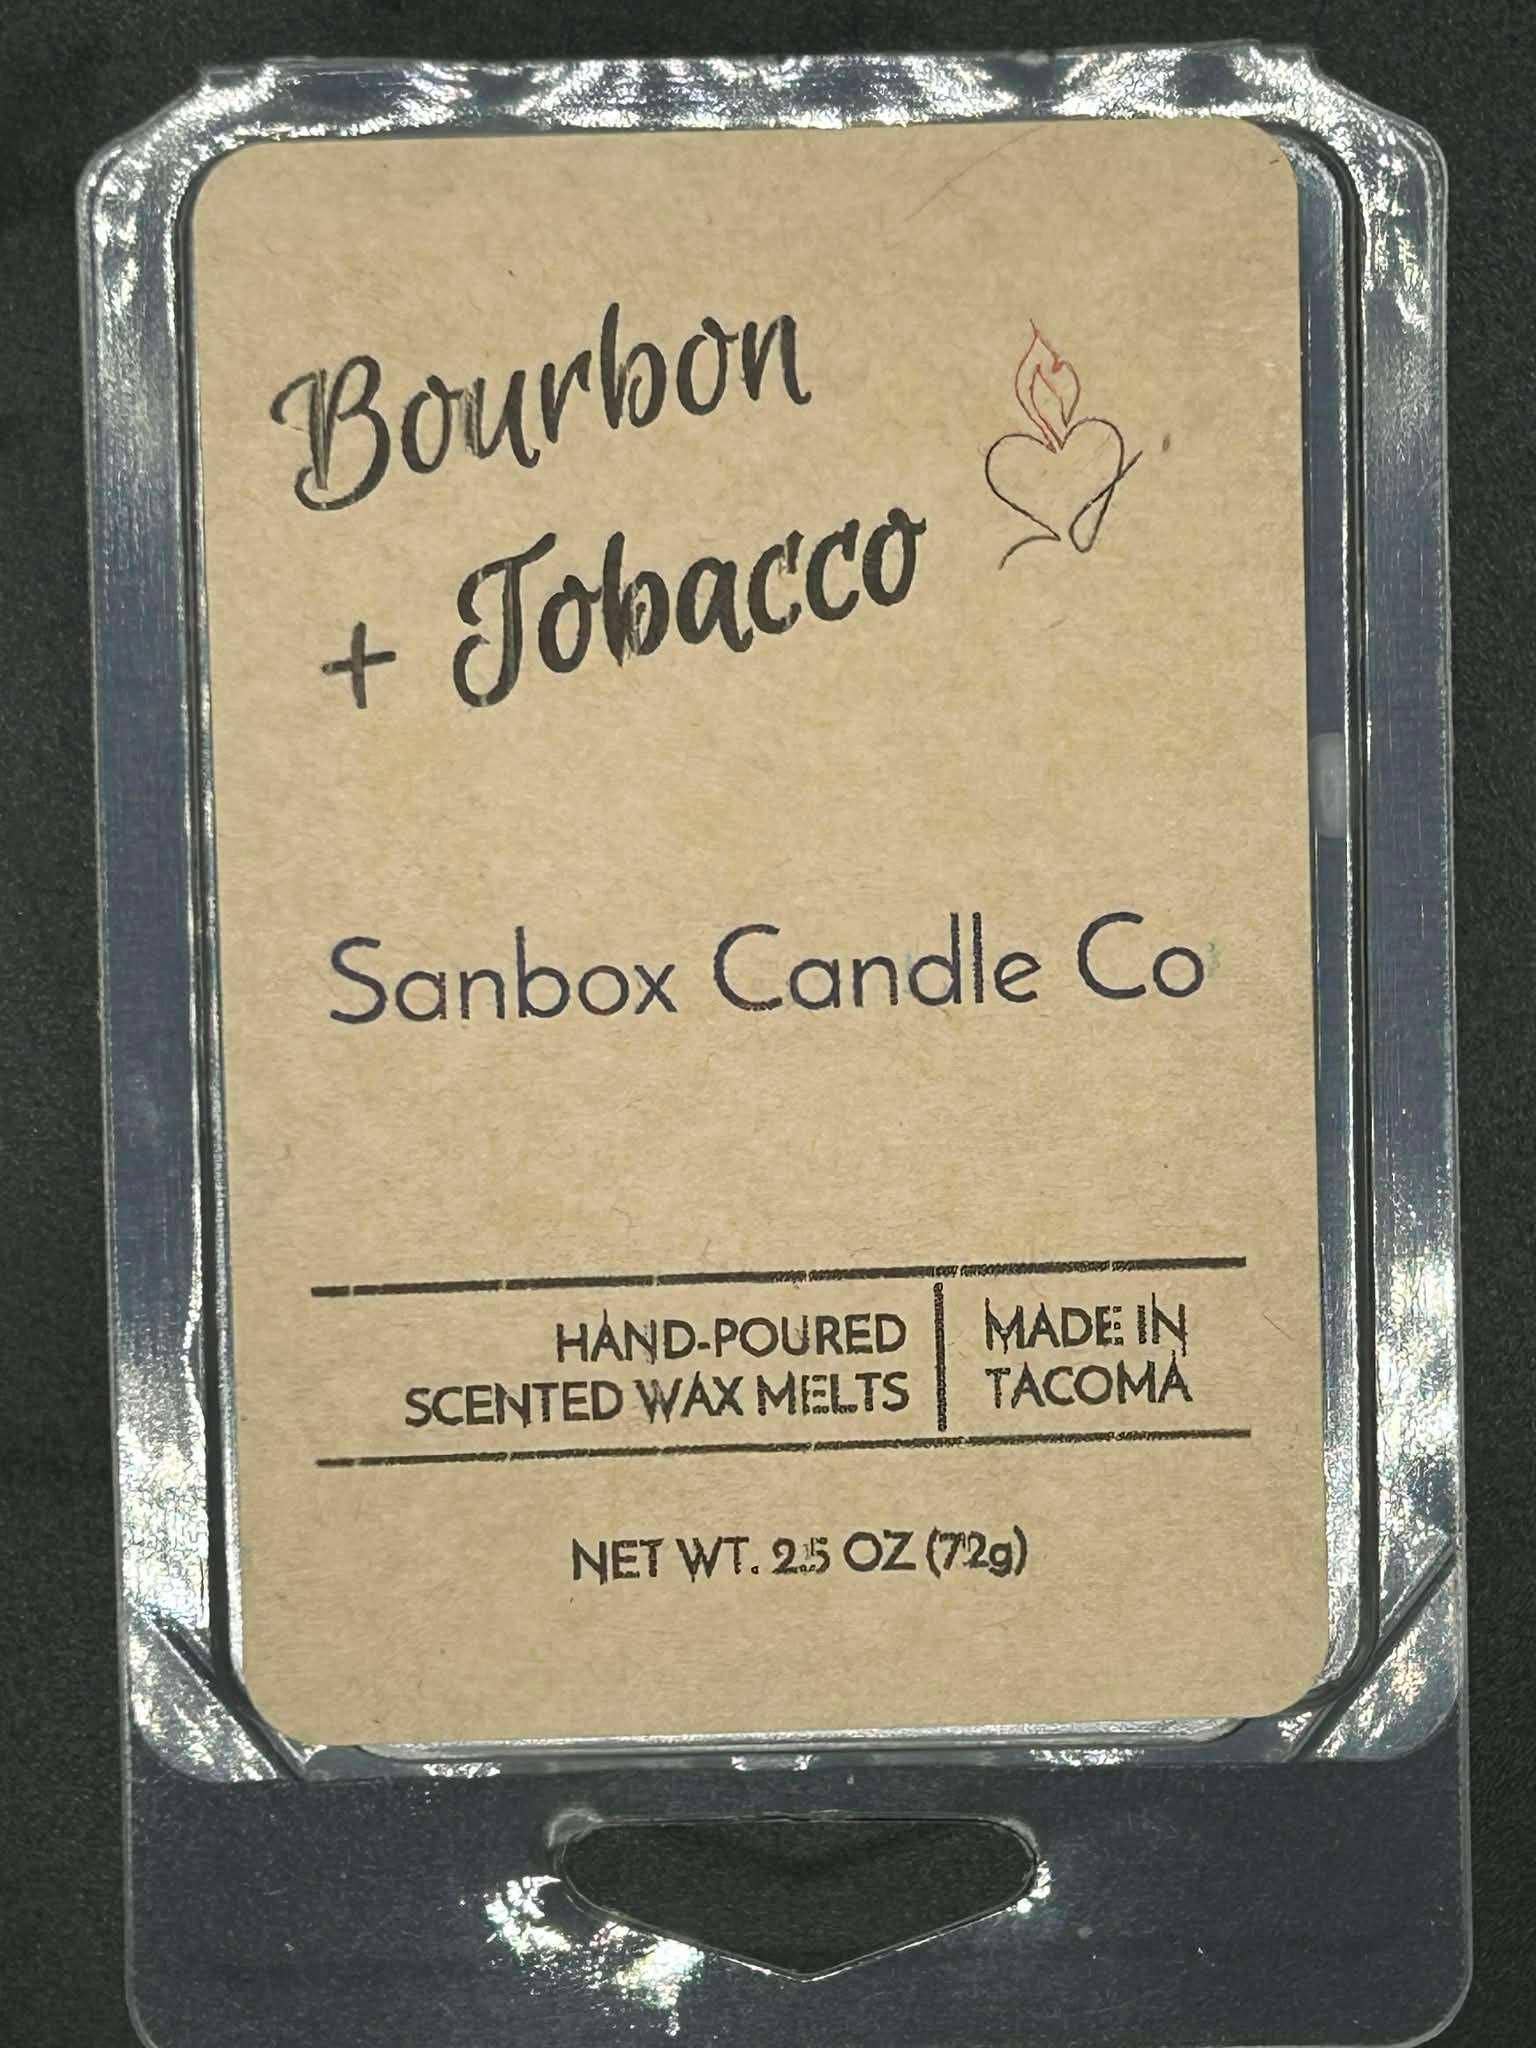 Bourbon
+ Tobacco
Sanbox Candle Co
HAND-POURED
SCENTED WAX MELTS
MADE IN
TACOMA
NET WT. 2.5 OZ (72g)